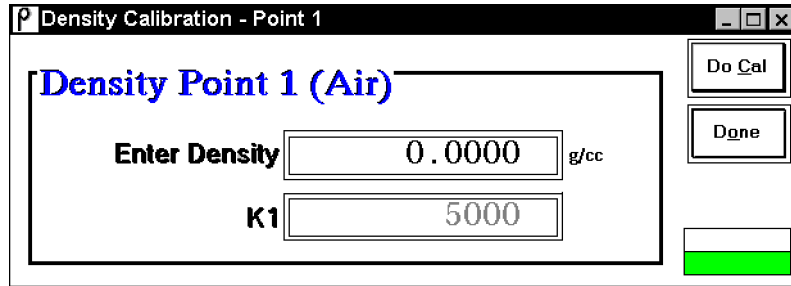 ρ Density Calibration - Point 1
Density Point 1 (Air)
Enter Density 0.0000 g/cc
K1 5000
Do Cal
Done